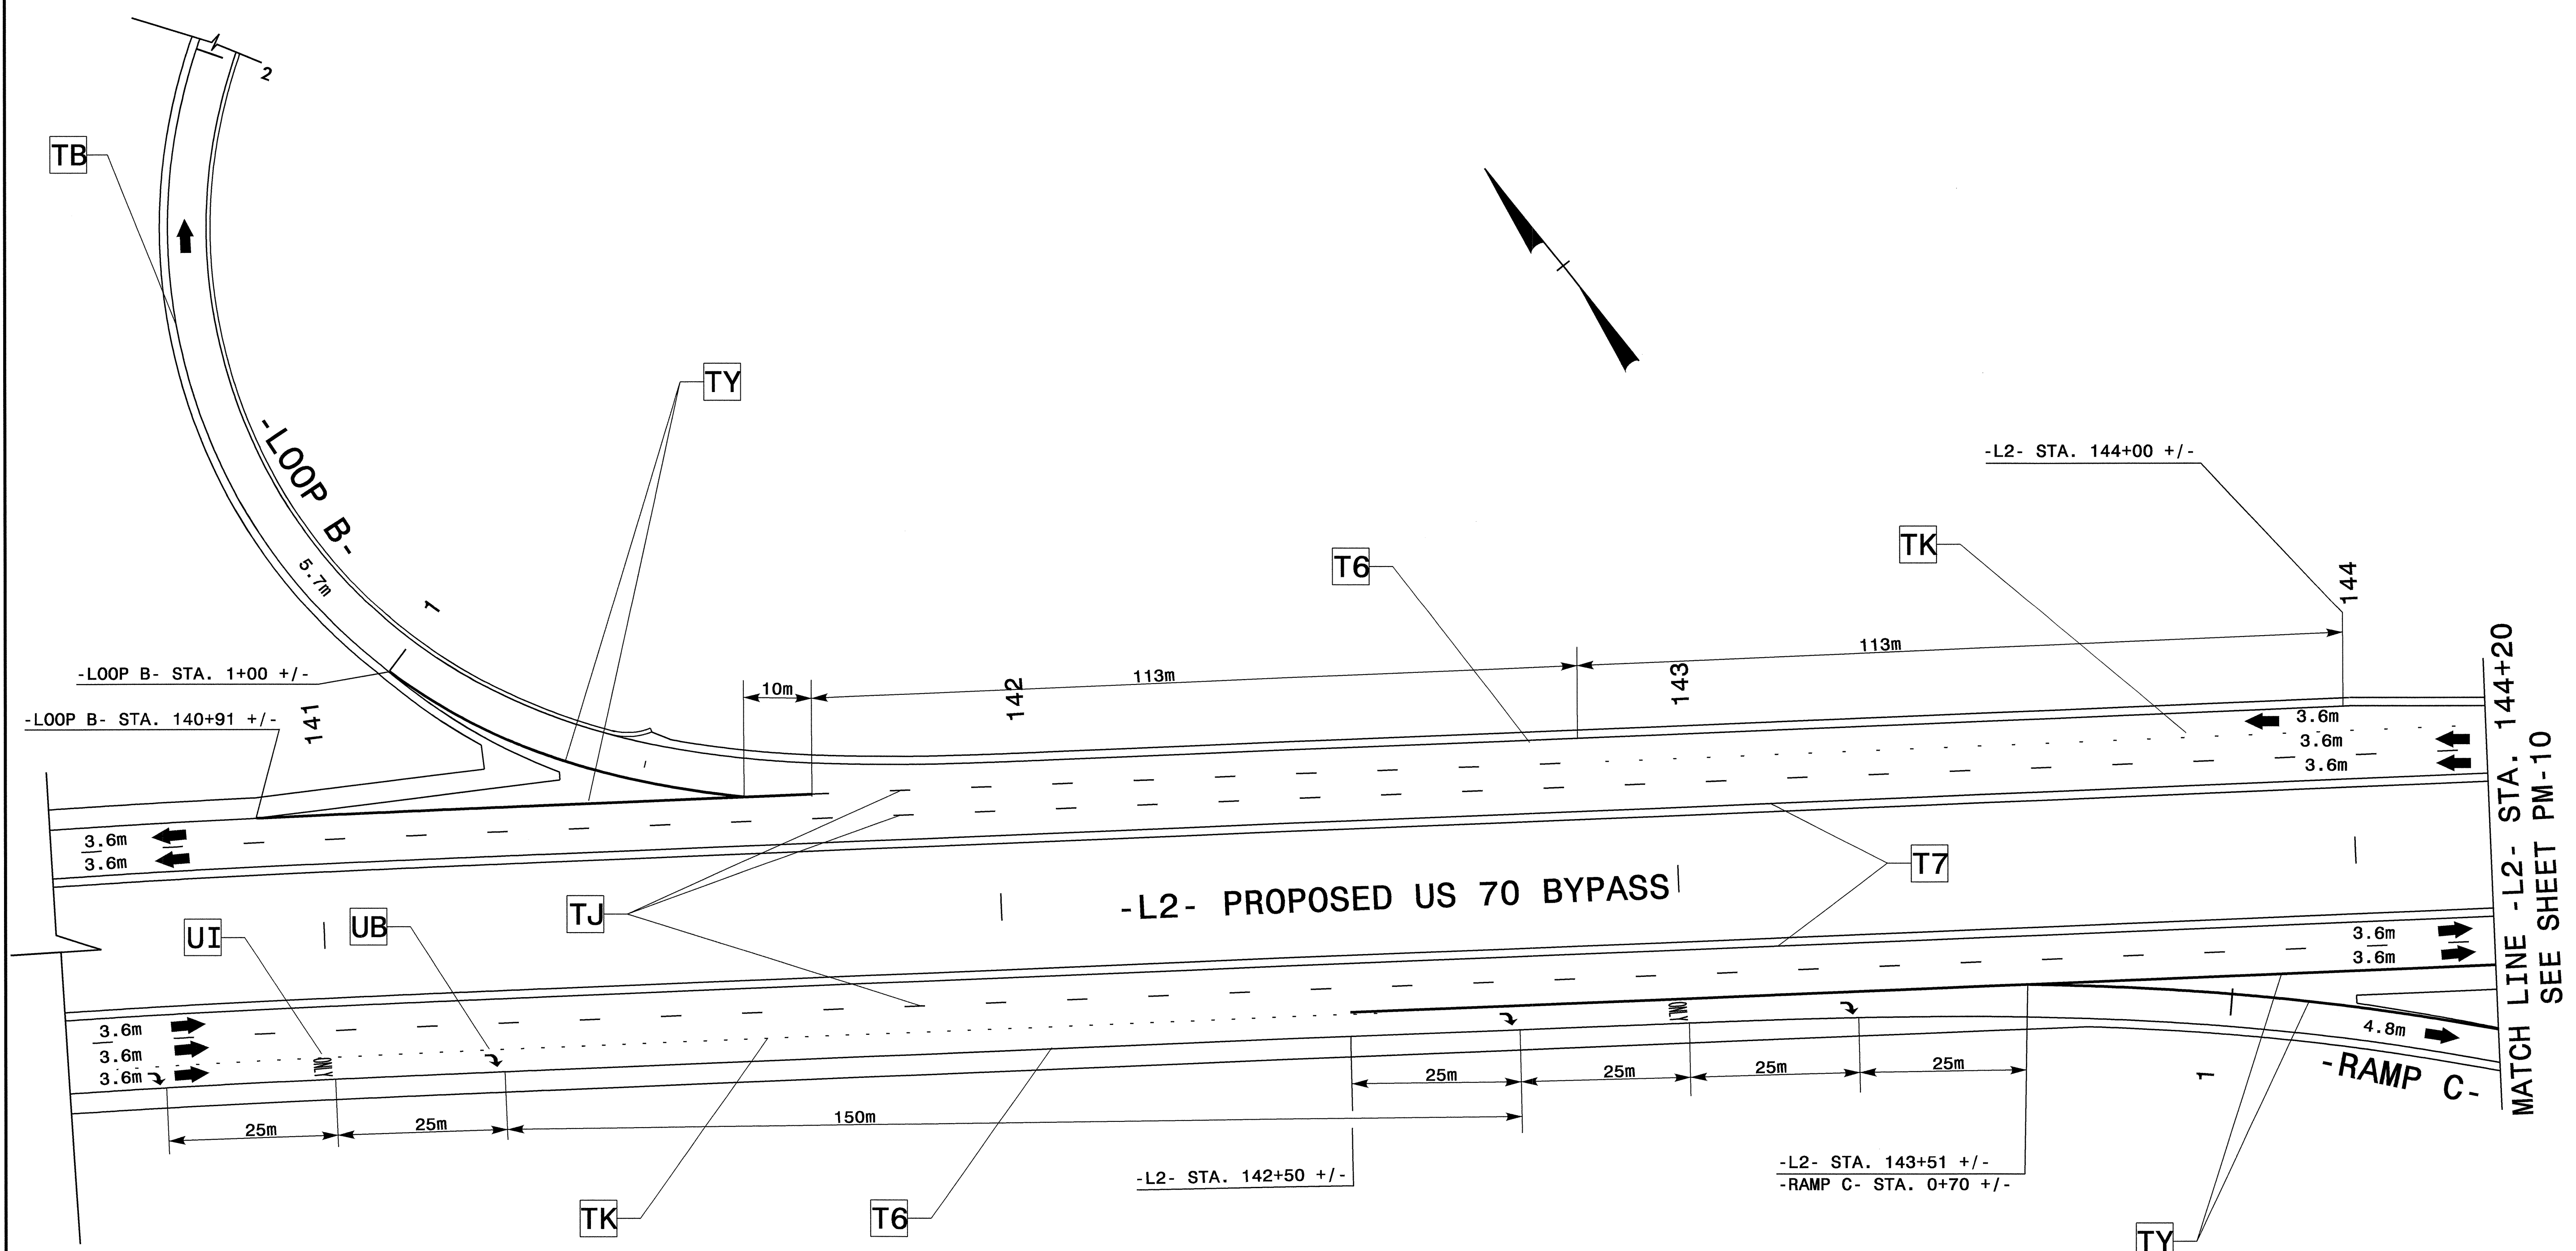 2
TB
TY
-LOOP B-
5.7m
1
-LOOP B- STA. 1+00 +/-
-LOOP B- STA. 140+91 +/-
141
10m
113m
142
T6
113m
143
TK
-L2- STA. 144+00 +/-
144
3.6m
3.6m
3.6m
MATCH LINE -L2- STA. 144+20
SEE SHEET PM-10
3.6m
3.6m
T7
TJ
-L2- PROPOSED US 70 BYPASS
UI
UB
3.6m
3.6m
3.6m
ONLY
ONLY
3.6m
3.6m
4.8m
-RAMP C-
1
25m
25m
150m
25m
25m
25m
25m
-L2- STA. 142+50 +/-
-L2- STA. 143+51 +/-
-RAMP C- STA. 0+70 +/-
TK
T6
TY